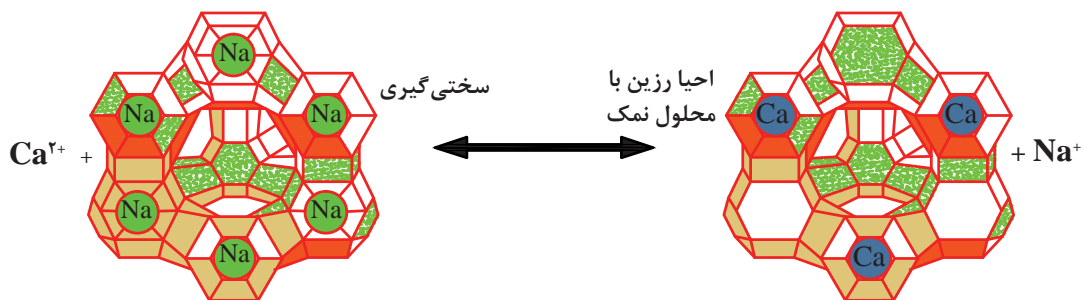 Na
Na
Na
Na
Na
Na
Ca²⁺ +
سختی‌گیری
احیا رزین با
محلول نمک
Ca
Ca
Ca
+ Na⁺